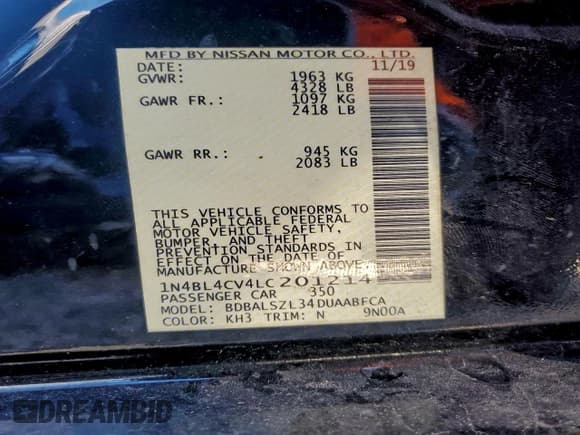 MFD BY NISSAN MOTOR CO., LTD.
DATE: 11/19
GVWR: 1963 KG
4328 LB
GAWR FR.: 1097 KG
2418 LB
GAWR RR.: 945 KG
2083 LB
THIS VEHICLE CONFORMS TO
ALL APPLICABLE FEDERAL
MOTOR VEHICLE SAFETY,
BUMPER, AND THEFT
PREVENTION STANDARDS IN
EFFECT ON THE DATE OF
MANUFACTURE SHOWN ABOVE.
1N4BL4CV4LC201214
PASSENGER CAR 350
MODEL: BDBALSZL34DUAABFCA
COLOR: KH3 TRIM: N 9N00A
DREAMBID